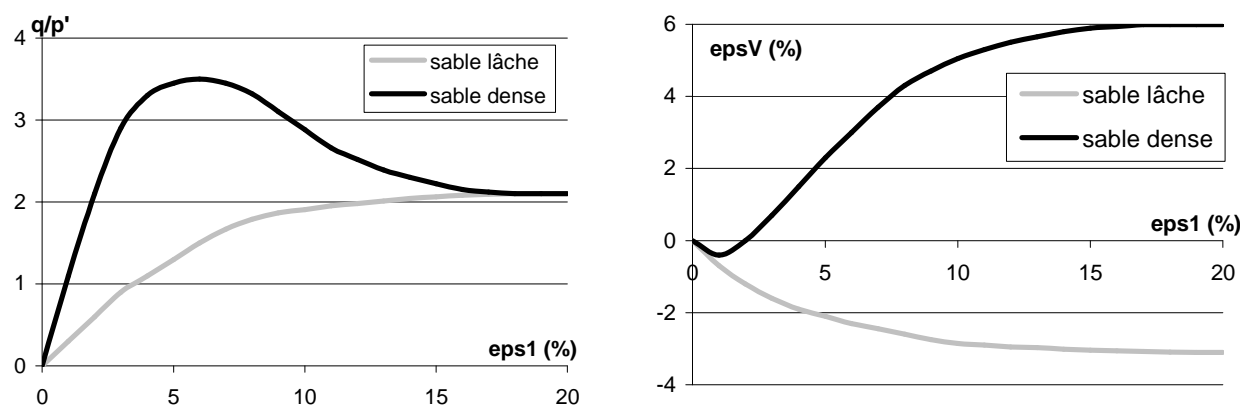 q/p'
4
3
2
1
0
sable lâche
sable dense
eps1 (%)
0 5 10 15 20
6
4
2
0
-2
-4
epsV (%)
sable lâche
sable dense
eps1 (%)
0 5 10 15 20